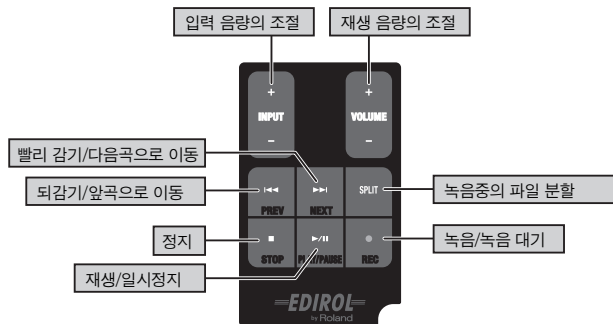 입력 음량의 조절
재생 음량의 조절
+
+
INPUT
VOLUME
-
-
빨리 감기/다음곡으로 이동
되감기/앞곡으로 이동
SPLIT
녹음중의 파일 분할
PREV
NEXT
정지
녹음/녹음 대기
STOP
PLAY/PAUSE
REC
재생/일시정지
EDIROL
by Roland